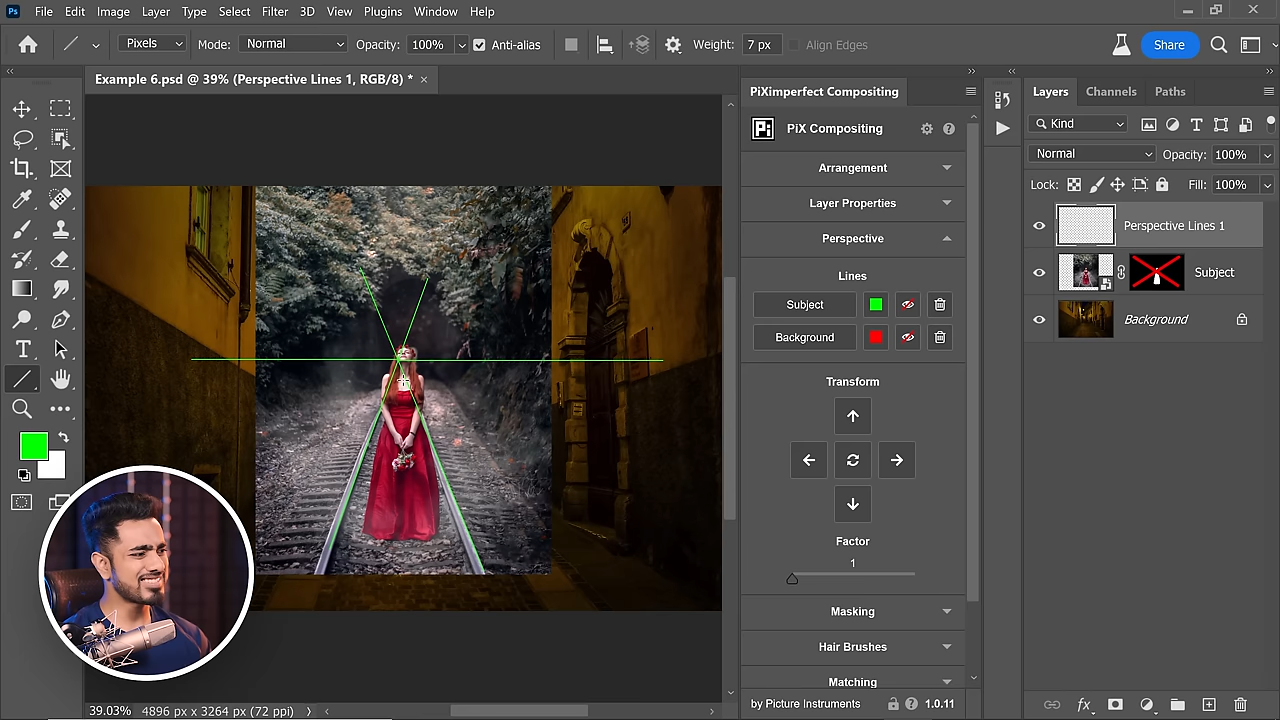 Ps File Edit Image Layer Type Select Filter 3D View Plugins Window Help
Pixels Mode: Normal Opacity: 100% Anti-alias Weight: 7 px Align Edges Share
Example 6.psd @ 39% (Perspective Lines 1, RGB/8) * ×
PiXimperfect Compositing
Pi PiX Compositing
Arrangement
Layer Properties
Perspective
Lines
Subject
Background
Transform
Factor
1
Masking
Hair Brushes
Matching
by Picture Instruments 1.0.11
Layers Channels Paths
Kind
Normal Opacity: 100%
Lock: Fill: 100%
Perspective Lines 1
Subject
Background
39.03% 4896 px x 3264 px (72 ppi)